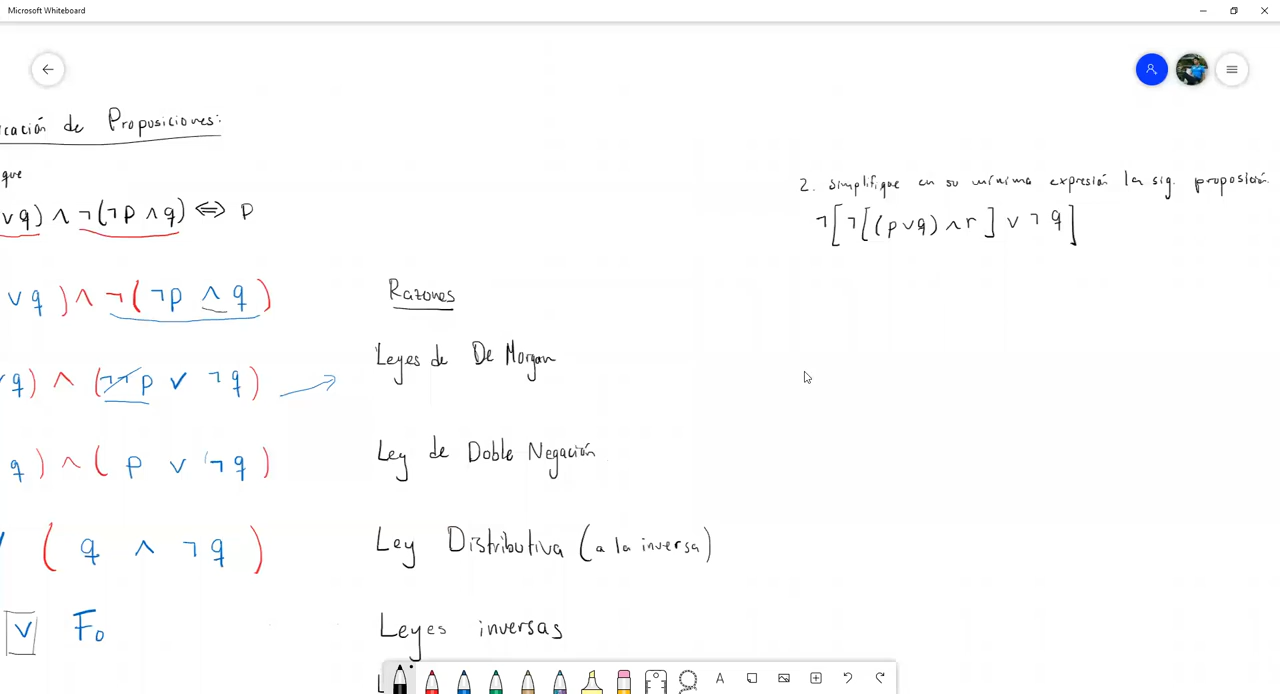 Microsoft Whiteboard
cación de Proposiciones:
que
v q) ∧ ¬(¬p ∧ q) ⇔ p
v q) ∧ ¬(¬p ∧ q)
q) ∧ (¬¬p v ¬q)
q) ∧ (p v ¬q)
(q ∧ ¬q)
v F₀
Razones
Leyes de De Morgan
Ley de Doble Negación
Ley Distributiva (a la inversa)
Leyes inversas
2. Simplifique en su mínima expresión la sig. proposición.
¬[¬[(p v q) ∧ r] v ¬q]
A